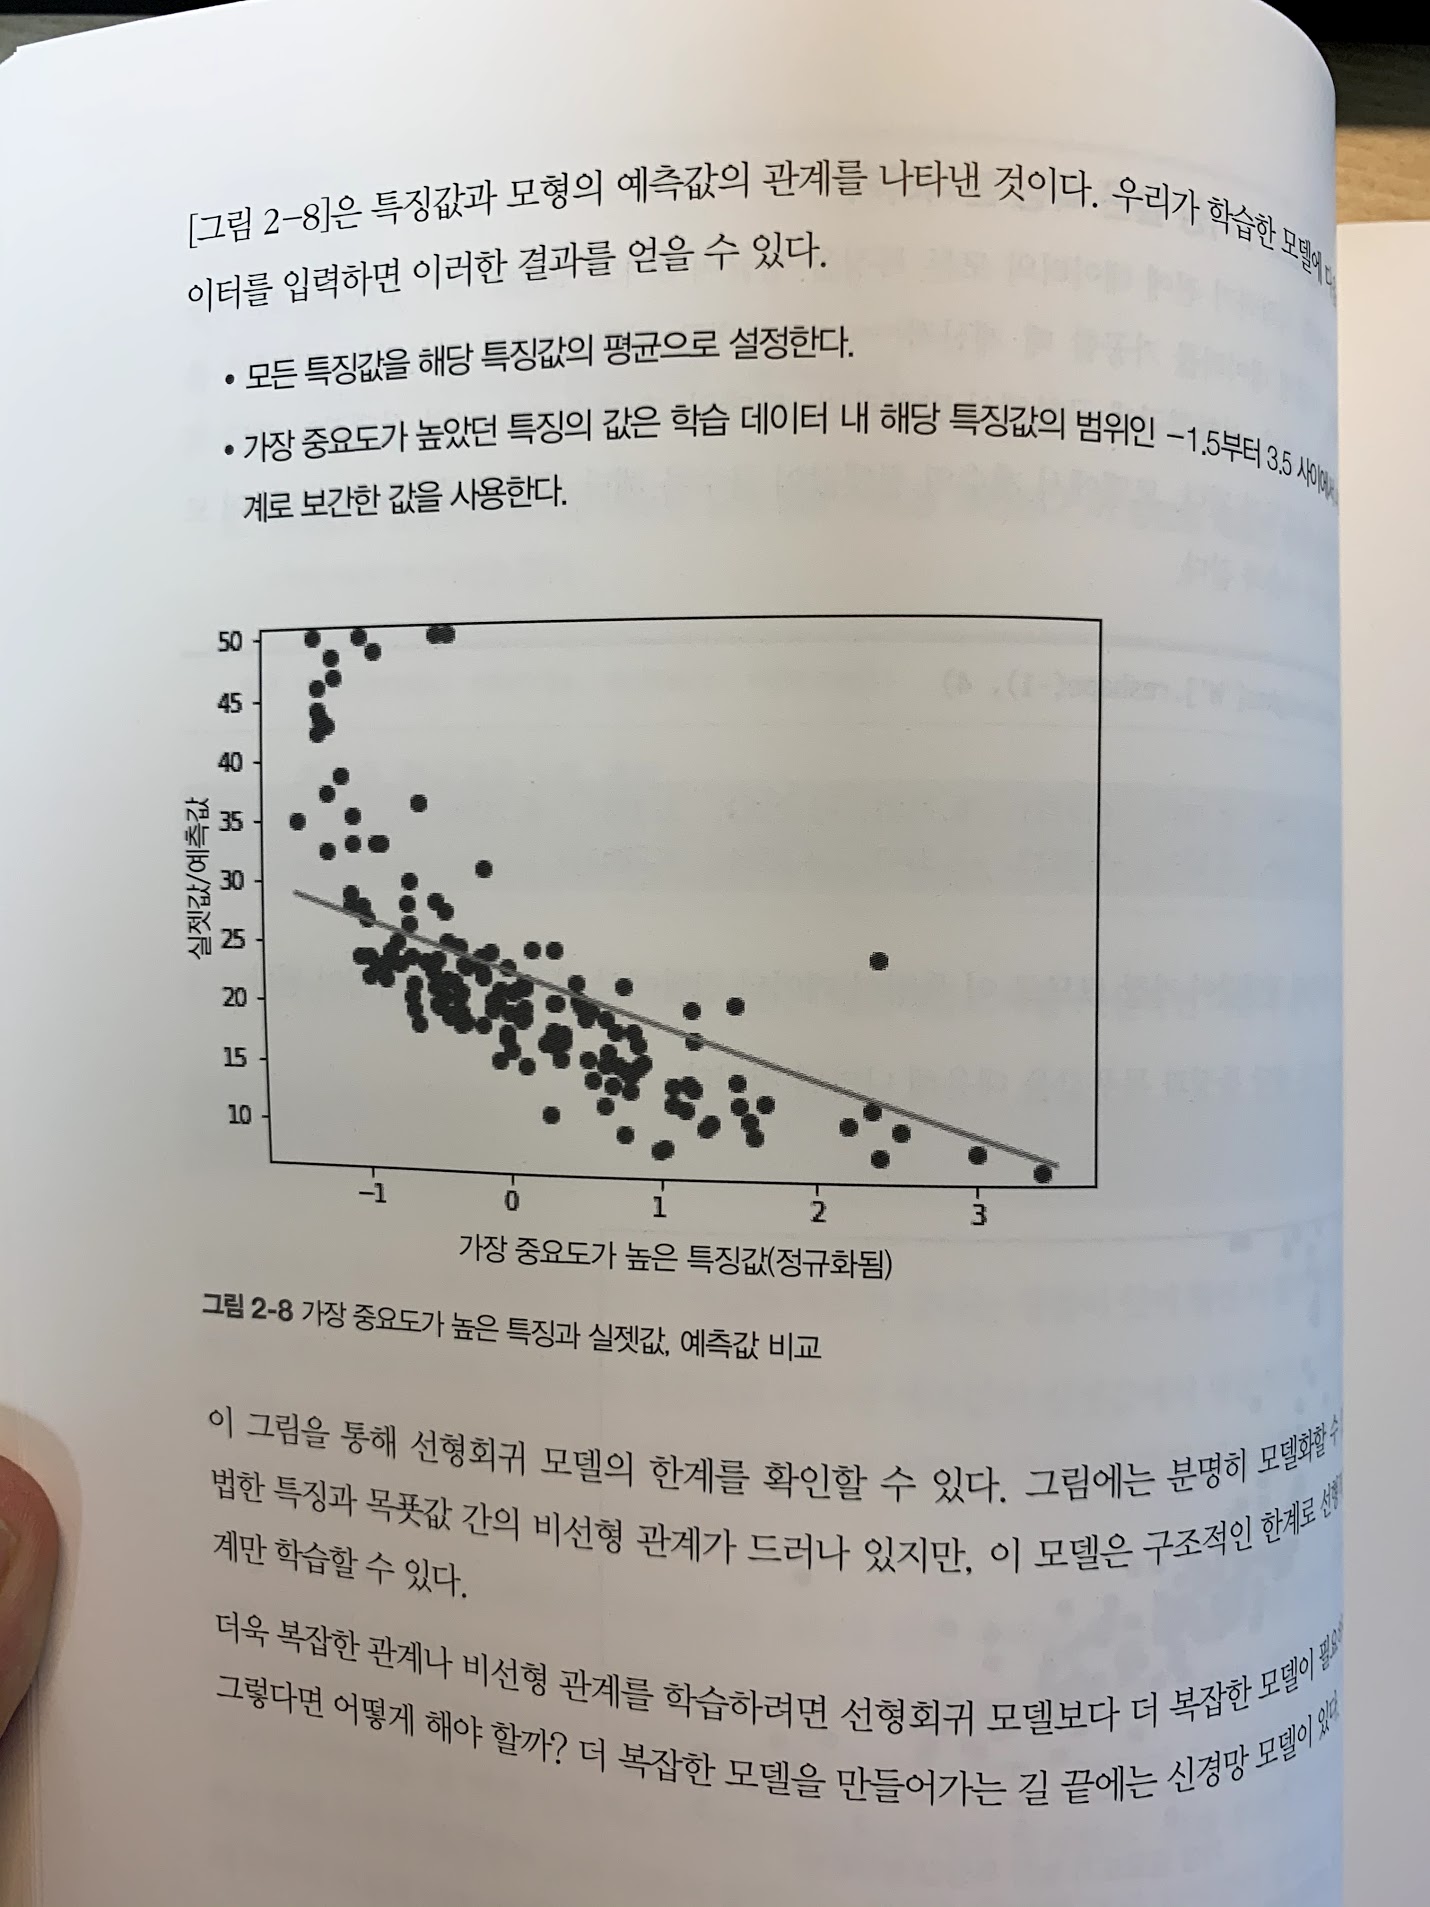 [그림 2-8]은 특징값과 모형의 예측값의 관계를 나타낸 것이다. 우리가 학습한 모델에
이터를 입력하면 이러한 결과를 얻을 수 있다.
• 모든 특징값을 해당 특징값의 평균으로 설정한다.
• 가장 중요도가 높았던 특징의 값은 학습 데이터 내 해당 특징값의 범위인 -1.5부터 3.5 사이에서
계로 보간한 값을 사용한다.
50
45
40
35
30
25
20
15
10
실젯값/예측값
-1 0 1 2 3
가장 중요도가 높은 특징값(정규화됨)
그림 2-8 가장 중요도가 높은 특징과 실젯값, 예측값 비교
이 그림을 통해 선형회귀 모델의 한계를 확인할 수 있다. 그림에는 분명히 모델화할 수
법한 특징과 목푯값 간의 비선형 관계가 드러나 있지만, 이 모델은 구조적인 한계로
계만 학습할 수 있다.
더욱 복잡한 관계나 비선형 관계를 학습하려면 선형회귀 모델보다 더 복잡한 모델이
그렇다면 어떻게 해야 할까? 더 복잡한 모델을 만들어가는 길 끝에는 신경망 모델이 있다.